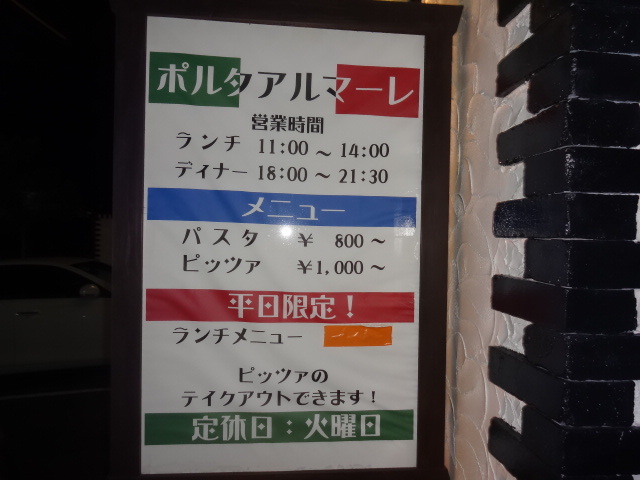 ポルタアルマーレ
営業時間
ランチ 11:00～14:00
ディナー 18:00～21:30
メニュー
パスタ ¥ 800～
ピッツァ ¥1,000～
平日限定！
ランチメニュー
ピッツァの
テイクアウトできます！
定休日：火曜日